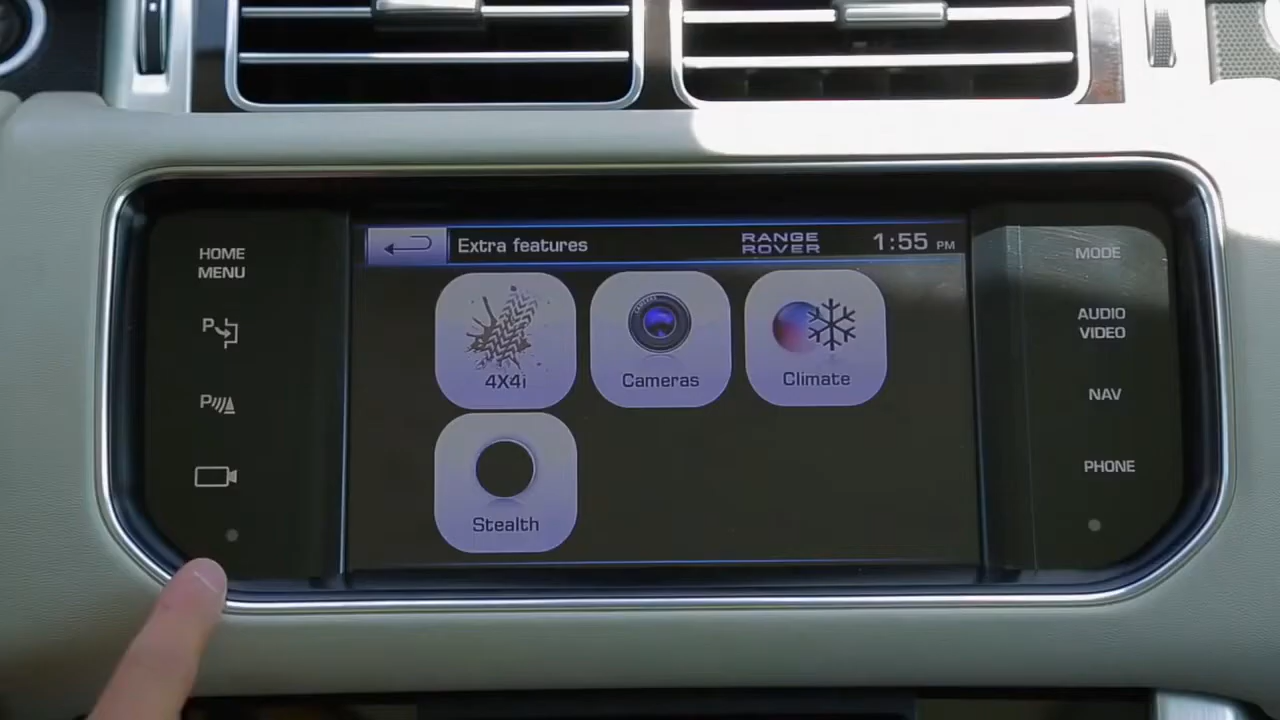 HOME
MENU
P
P
Extra features
RANGE
ROVER
1:55 PM
4X4i
Cameras
Climate
Stealth
MODE
AUDIO
VIDEO
NAV
PHONE